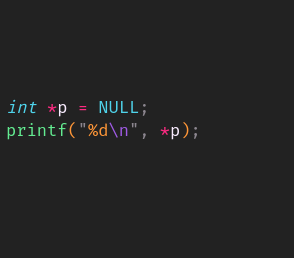 int *p = NULL;
printf("%d\n", *p);